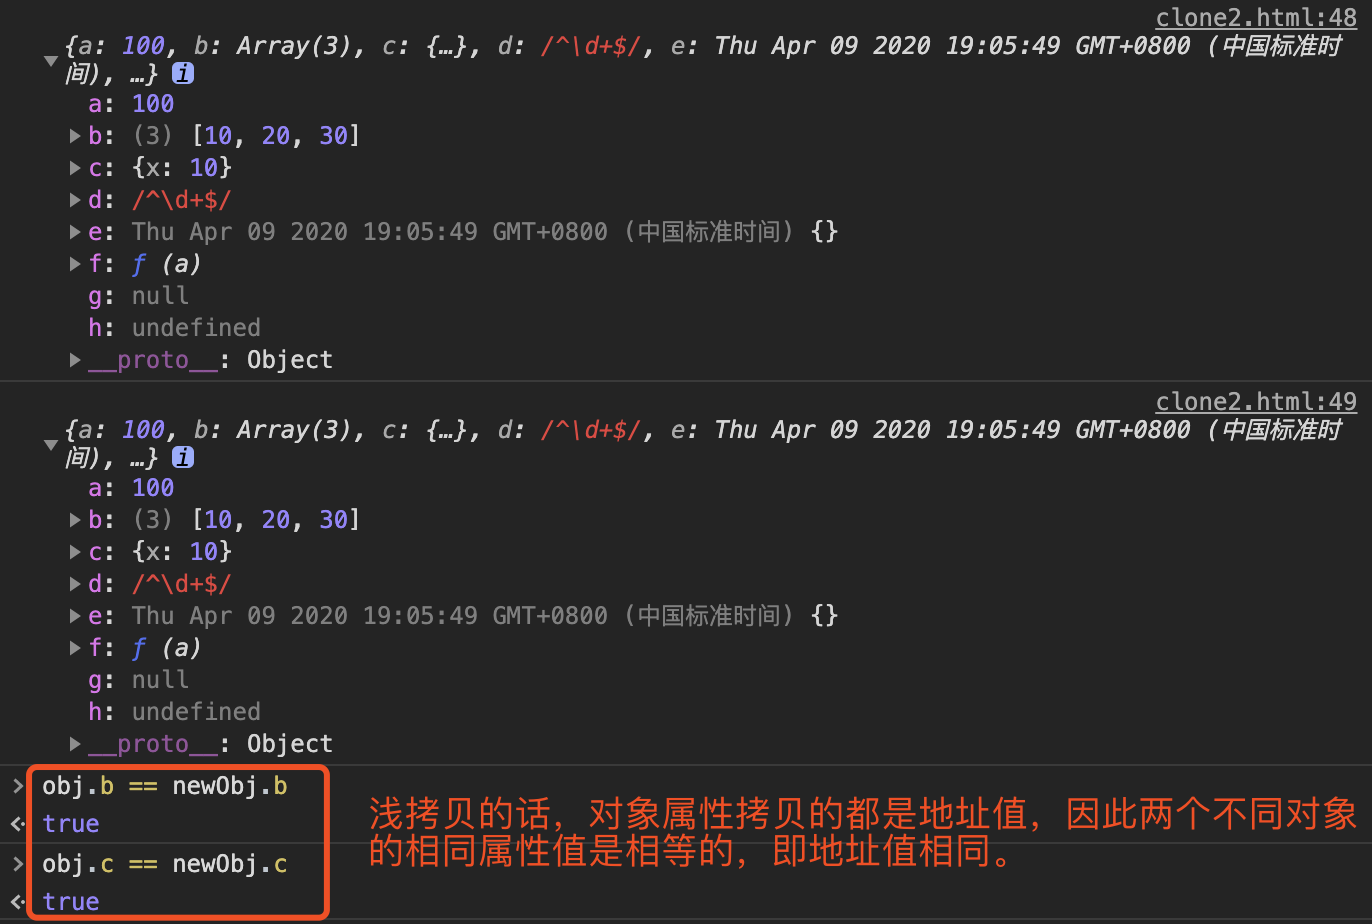 clone2.html:48
{a: 100, b: Array(3), c: {…}, d: /^\d+$/, e: Thu Apr 09 2020 19:05:49 GMT+0800 (中国标准时
间), …} i
a: 100
b: (3) [10, 20, 30]
c: {x: 10}
d: /^\d+$/
e: Thu Apr 09 2020 19:05:49 GMT+0800 (中国标准时间) {}
f: ƒ (a)
g: null
h: undefined
__proto__: Object
clone2.html:49
{a: 100, b: Array(3), c: {…}, d: /^\d+$/, e: Thu Apr 09 2020 19:05:49 GMT+0800 (中国标准时
间), …} i
a: 100
b: (3) [10, 20, 30]
c: {x: 10}
d: /^\d+$/
e: Thu Apr 09 2020 19:05:49 GMT+0800 (中国标准时间) {}
f: ƒ (a)
g: null
h: undefined
__proto__: Object
obj.b == newObj.b
true
obj.c == newObj.c
true
浅拷贝的话，对象属性拷贝的都是地址值，因此两个不同对象
的相同属性值是相等的，即地址值相同。